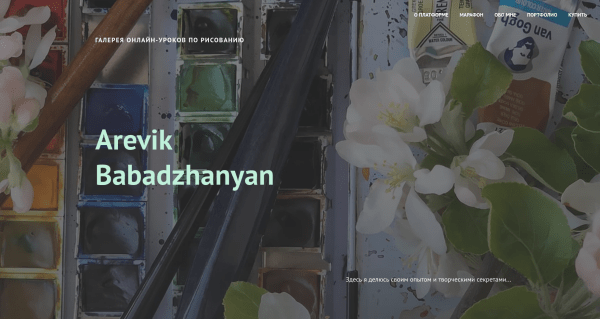 О ПЛАТФОРМЕ МАРАФОН ОБО МНЕ ПОРТФОЛИО КУПИТЬ
ГАЛЕРЕЯ ОНЛАЙН-УРОКОВ ПО РИСОВАНИЮ
van Gogh
Arevik
Babadzhanyan
Здесь я делюсь своим опытом и творческими секретами...